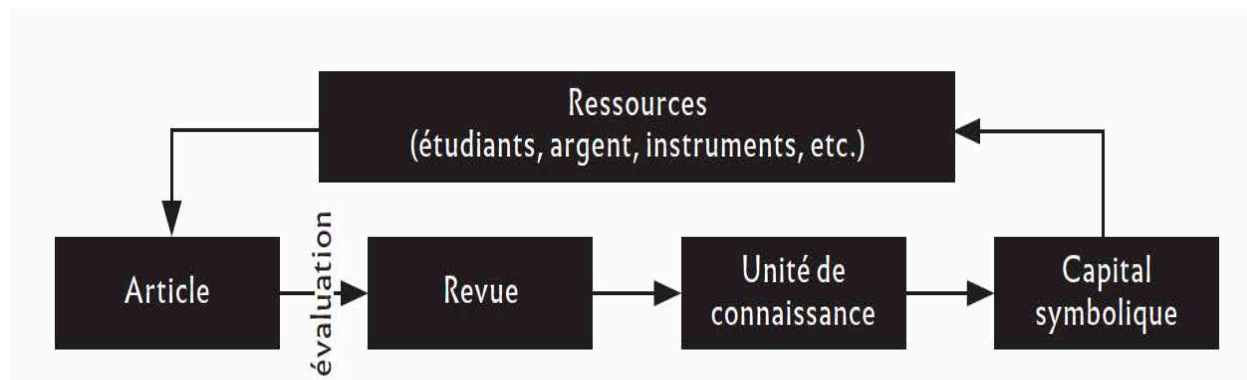 Ressources
(étudiants, argent, instruments, etc.)
Article
évaluation
Revue
Unité de
connaissance
Capital
symbolique